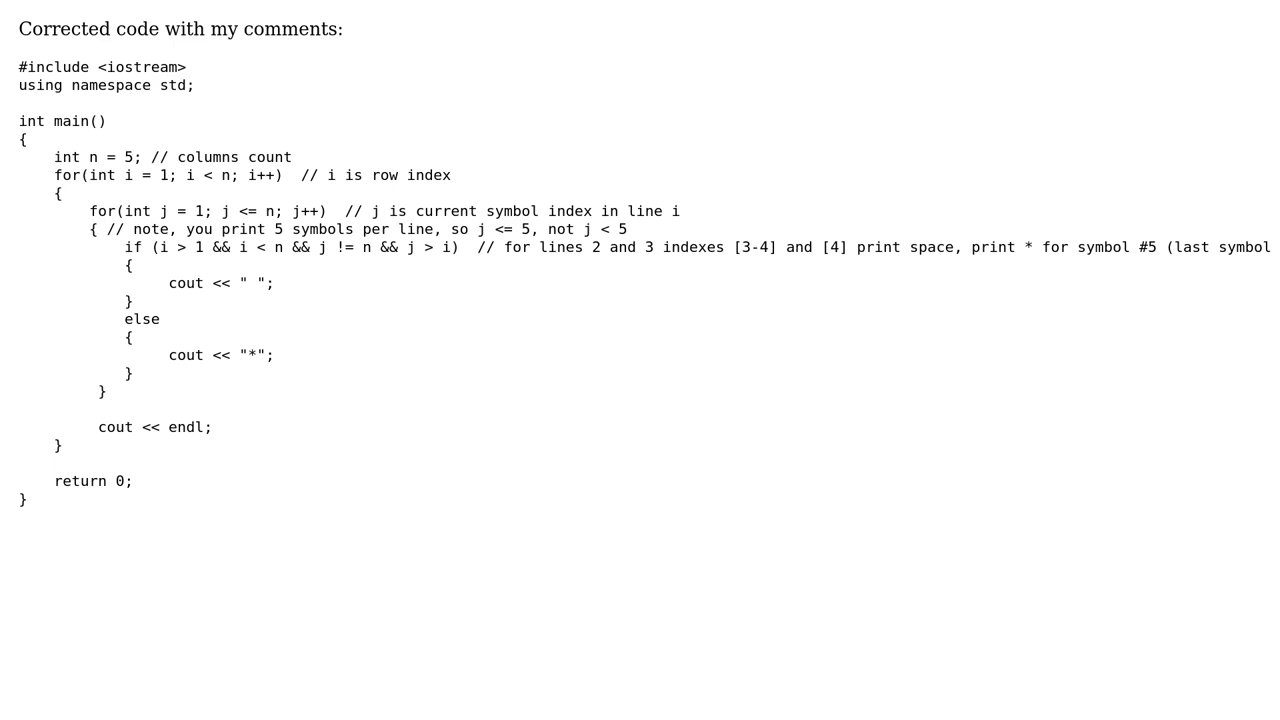 Corrected code with my comments:
#include <iostream>
using namespace std;
int main()
{
    int n = 5; // columns count
    for(int i = 1; i < n; i++)  // i is row index
    {
        for(int j = 1; j <= n; j++)  // j is current symbol index in line i
        { // note, you print 5 symbols per line, so j <= 5, not j < 5
            if (i > 1 && i < n && j != n && j > i)  // for lines 2 and 3 indexes [3-4] and [4] print space, print * for symbol #5 (last symbol
            {
                 cout << " ";
            }
            else
            {
                 cout << "*";
            }
         }
         cout << endl;
    }
    return 0;
}